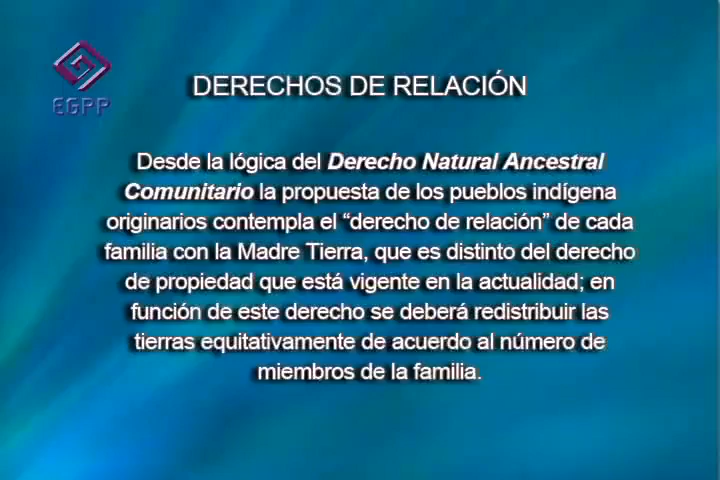 EGPP
DERECHOS DE RELACIÓN
Desde la lógica del Derecho Natural Ancestral
Comunitario la propuesta de los pueblos indígena
originarios contempla el “derecho de relación” de cada
familia con la Madre Tierra, que es distinto del derecho
de propiedad que está vigente en la actualidad; en
función de este derecho se deberá redistribuir las
tierras equitativamente de acuerdo al número de
miembros de la familia.